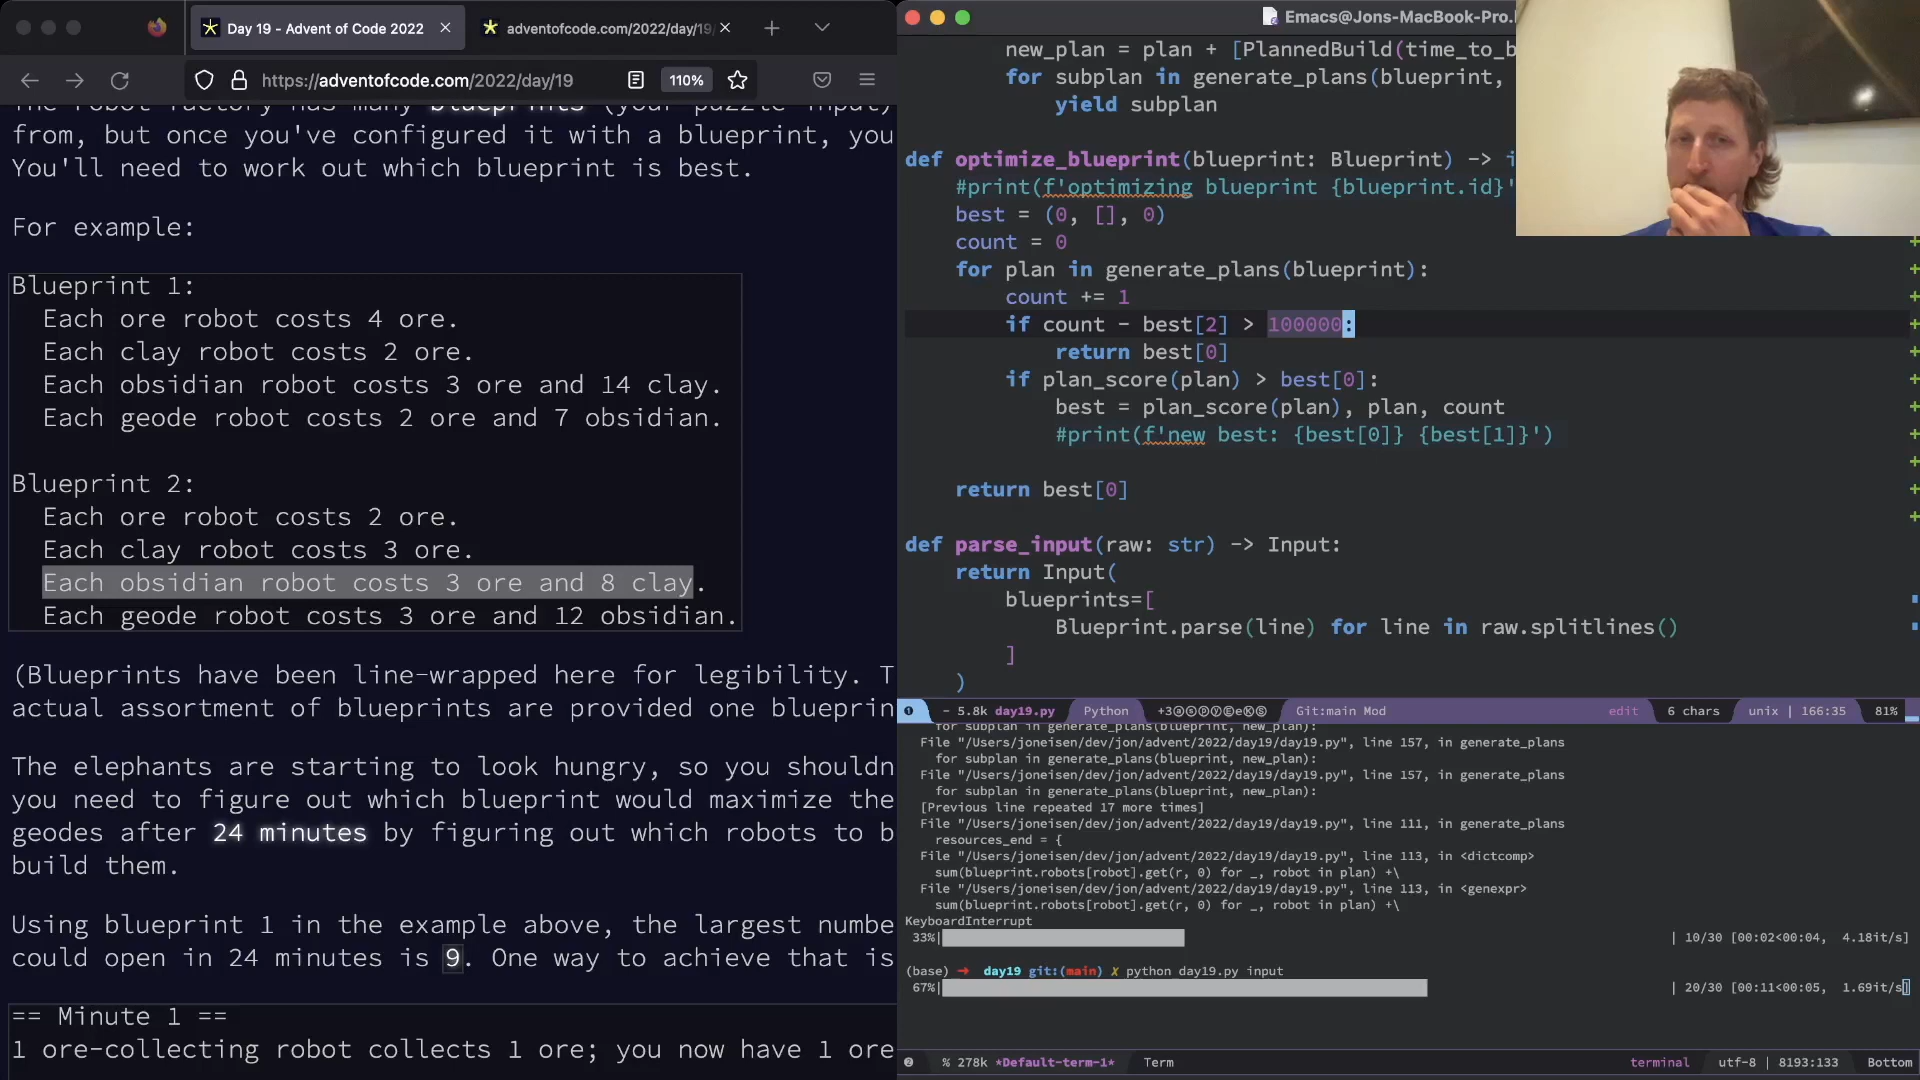 Day 19 - Advent of Code 2022
adventofcode.com/2022/day/19
https://adventofcode.com/2022/day/19
110%
The robot factory has many blueprints (your puzzle input)
from, but once you've configured it with a blueprint, you
You'll need to work out which blueprint is best.
For example:
Blueprint 1:
Each ore robot costs 4 ore.
Each clay robot costs 2 ore.
Each obsidian robot costs 3 ore and 14 clay.
Each geode robot costs 2 ore and 7 obsidian.
Blueprint 2:
Each ore robot costs 2 ore.
Each clay robot costs 3 ore.
Each obsidian robot costs 3 ore and 8 clay.
Each geode robot costs 3 ore and 12 obsidian.
(Blueprints have been line-wrapped here for legibility. T
actual assortment of blueprints are provided one blueprin
The elephants are starting to look hungry, so you shouldn
you need to figure out which blueprint would maximize the
geodes after 24 minutes by figuring out which robots to b
build them.
Using blueprint 1 in the example above, the largest numbe
could open in 24 minutes is 9. One way to achieve that is
== Minute 1 ==
1 ore-collecting robot collects 1 ore; you now have 1 ore
Emacs@Jons-MacBook-Pro.
new_plan = plan + [PlannedBuild(time_to_b
for subplan in generate_plans(blueprint,
yield subplan
def optimize_blueprint(blueprint: Blueprint) -> i
#print(f'optimizing blueprint {blueprint.id}'
best = (0, [], 0)
count = 0
for plan in generate_plans(blueprint):
count += 1
if count - best[2] > 100000:
return best[0]
if plan_score(plan) > best[0]:
best = plan_score(plan), plan, count
#print(f'new best: {best[0]} {best[1]}')
return best[0]
def parse_input(raw: str) -> Input:
return Input(
blueprints=[
Blueprint.parse(line) for line in raw.splitlines()
]
)
- 5.8k day19.py Python Git:main Mod edit 6 chars unix | 166:35 81%
for subplan in generate_plans(blueprint, new_plan):
File "/Users/joneisen/dev/jon/advent/2022/day19/day19.py", line 157, in generate_plans
for subplan in generate_plans(blueprint, new_plan):
File "/Users/joneisen/dev/jon/advent/2022/day19/day19.py", line 157, in generate_plans
for subplan in generate_plans(blueprint, new_plan):
[Previous line repeated 17 more times]
File "/Users/joneisen/dev/jon/advent/2022/day19/day19.py", line 111, in generate_plans
resources_end = {
File "/Users/joneisen/dev/jon/advent/2022/day19/day19.py", line 113, in <dictcomp>
sum(blueprint.robots[robot].get(r, 0) for _, robot in plan) +\
File "/Users/joneisen/dev/jon/advent/2022/day19/day19.py", line 113, in <genexpr>
sum(blueprint.robots[robot].get(r, 0) for _, robot in plan) +\
KeyboardInterrupt
33%| | 10/30 [00:02<00:04, 4.18it/s]
(base) → day19 git:(main) ✗ python day19.py input
67%| | 20/30 [00:11<00:05, 1.69it/s]
% 278k *Default-term-1* Term terminal utf-8 | 8193:133 Bottom